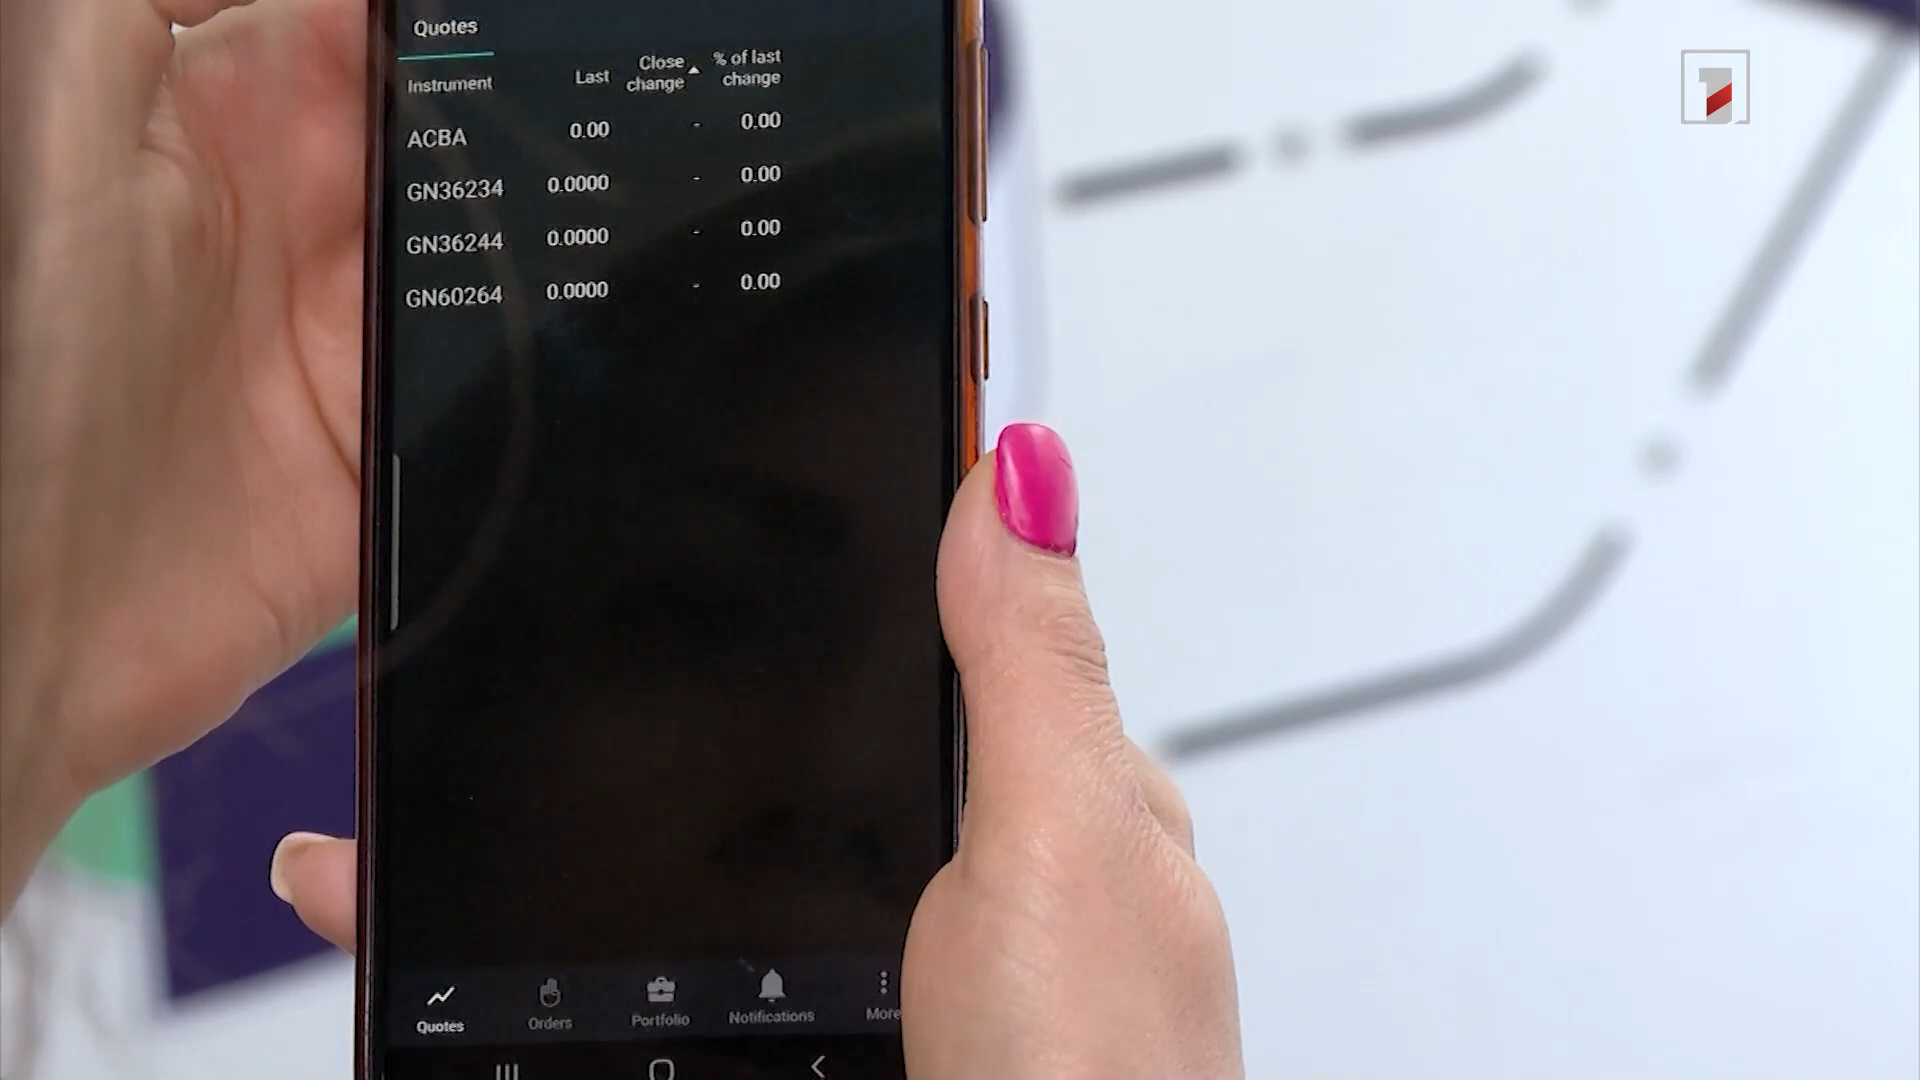 Quotes
Instrument Last Close change % of last change
ACBA 0.00 - 0.00
GN36234 0.0000 - 0.00
GN36244 0.0000 - 0.00
GN60264 0.0000 - 0.00
Quotes Orders Portfolio Notifications More
1